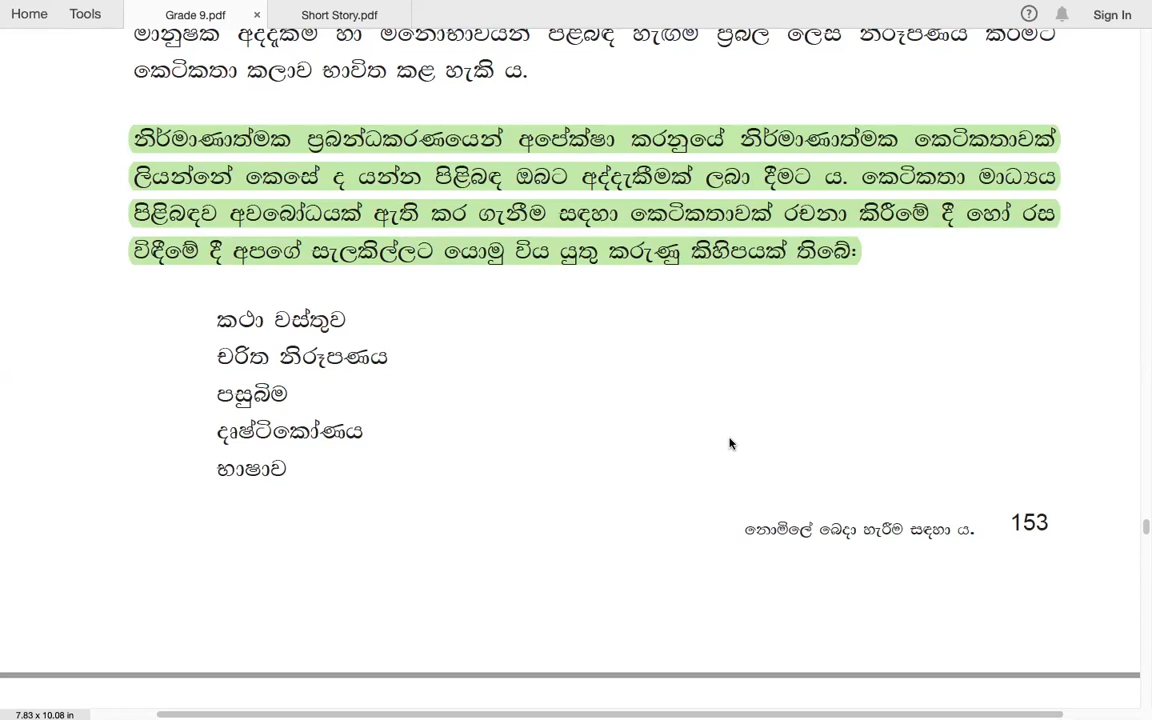 Home Tools Grade 9.pdf × Short Story.pdf ? Sign In
මානුෂික අද්දැකීම් හා මනෝභාවයන් පිළිබඳ හැඟීම් ප්‍රබල ලෙස නිරූපණය කිරීමට
කෙටිකතා කලාව භාවිත කළ හැකි ය.
නිර්මාණාත්මක ප්‍රබන්ධකරණයෙන් අපේක්ෂා කරනුයේ නිර්මාණාත්මක කෙටිකතාවක්
ලියන්නේ කෙසේ ද යන්න පිළිබඳ ඔබට අද්දැකීමක් ලබා දීමට ය. කෙටිකතා මාධ්‍යය
පිළිබඳව අවබෝධයක් ඇති කර ගැනීම සඳහා කෙටිකතාවක් රචනා කිරීමේ දී හෝ රස
විඳීමේ දී අපගේ සැලකිල්ලට යොමු විය යුතු කරුණු කිහිපයක් තිබේ:
කථා වස්තුව
චරිත නිරූපණය
පසුබිම
දෘෂ්ටිකෝණය
භාෂාව
නොමිලේ බෙදා හැරීම සඳහා ය. 153
7.83 x 10.08 in